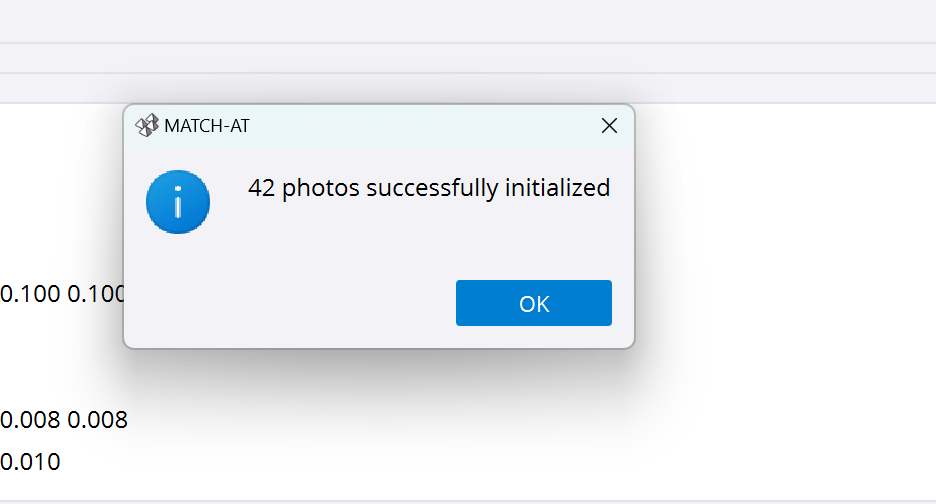 MATCH-AT
42 photos successfully initialized
OK
0.100 0.100
0.008 0.008
0.010